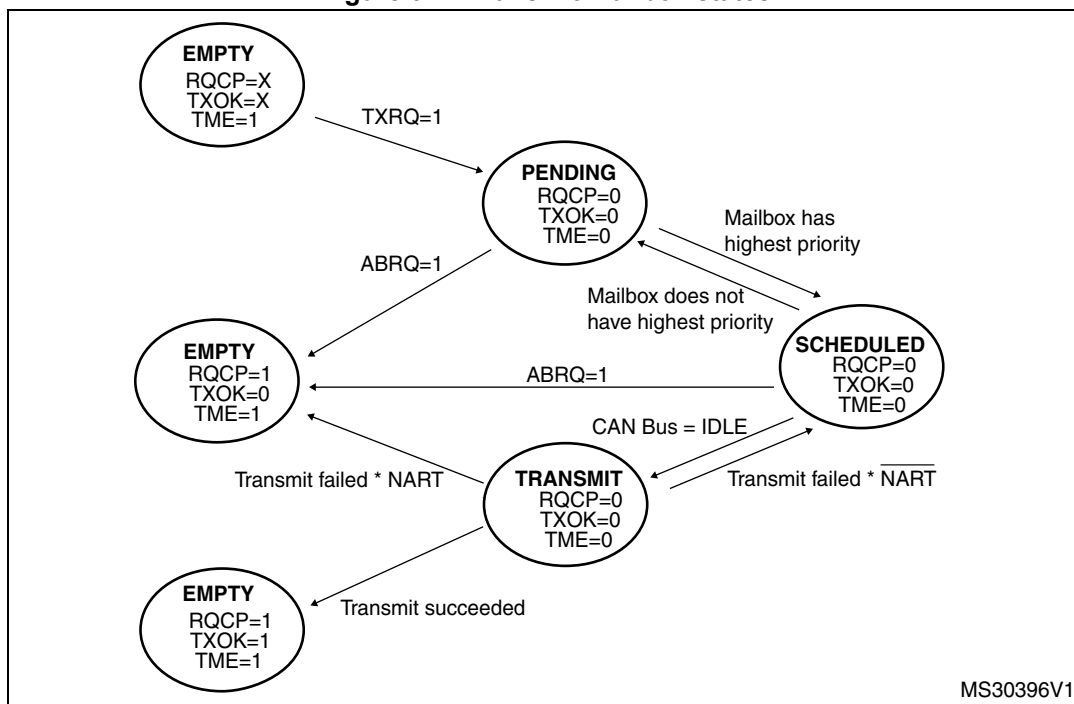 EMPTY
RQCP=X
TXOK=X
TME=1
TXRQ=1
PENDING
RQCP=0
TXOK=0
TME=0
Mailbox has
highest priority
ABRQ=1
Mailbox does not
have highest priority
EMPTY
RQCP=1
TXOK=0
TME=1
ABRQ=1
SCHEDULED
RQCP=0
TXOK=0
TME=0
CAN Bus = IDLE
Transmit failed * NART
TRANSMIT
RQCP=0
TXOK=0
TME=0
Transmit failed * N̅A̅R̅T̅
EMPTY
RQCP=1
TXOK=1
TME=1
Transmit succeeded
MS30396V1